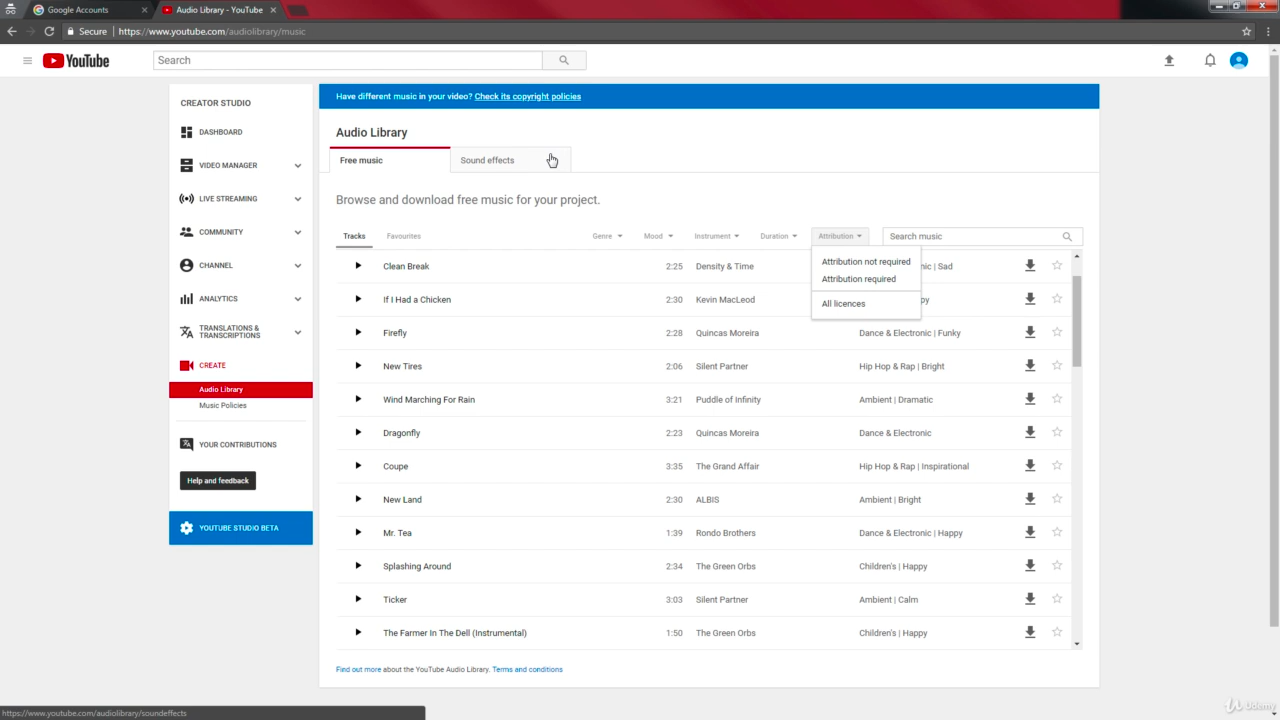 Google Accounts
Audio Library - YouTube
Secure https://www.youtube.com/audiolibrary/music
YouTube
Search
CREATOR STUDIO
DASHBOARD
VIDEO MANAGER
LIVE STREAMING
COMMUNITY
CHANNEL
ANALYTICS
TRANSLATIONS &
TRANSCRIPTIONS
CREATE
Audio Library
Music Policies
YOUR CONTRIBUTIONS
Help and feedback
YOUTUBE STUDIO BETA
Have different music in your video? Check its copyright policies
Audio Library
Free music Sound effects
Browse and download free music for your project.
Tracks Favourites Genre Mood Instrument Duration Attribution Search music
Attribution not required
Attribution required
All licences
Clean Break 2:25 Density & Time nic | Sad
If I Had a Chicken 2:30 Kevin MacLeod py
Firefly 2:28 Quincas Moreira Dance & Electronic | Funky
New Tires 2:06 Silent Partner Hip Hop & Rap | Bright
Wind Marching For Rain 3:21 Puddle of Infinity Ambient | Dramatic
Dragonfly 2:23 Quincas Moreira Dance & Electronic
Coupe 3:35 The Grand Affair Hip Hop & Rap | Inspirational
New Land 2:30 ALBIS Ambient | Bright
Mr. Tea 1:39 Rondo Brothers Dance & Electronic | Happy
Splashing Around 2:34 The Green Orbs Children's | Happy
Ticker 3:03 Silent Partner Ambient | Calm
The Farmer In The Dell (Instrumental) 1:50 The Green Orbs Children's | Happy
Find out more about the YouTube Audio Library. Terms and conditions
https://www.youtube.com/audiolibrary/soundeffects
Udemy